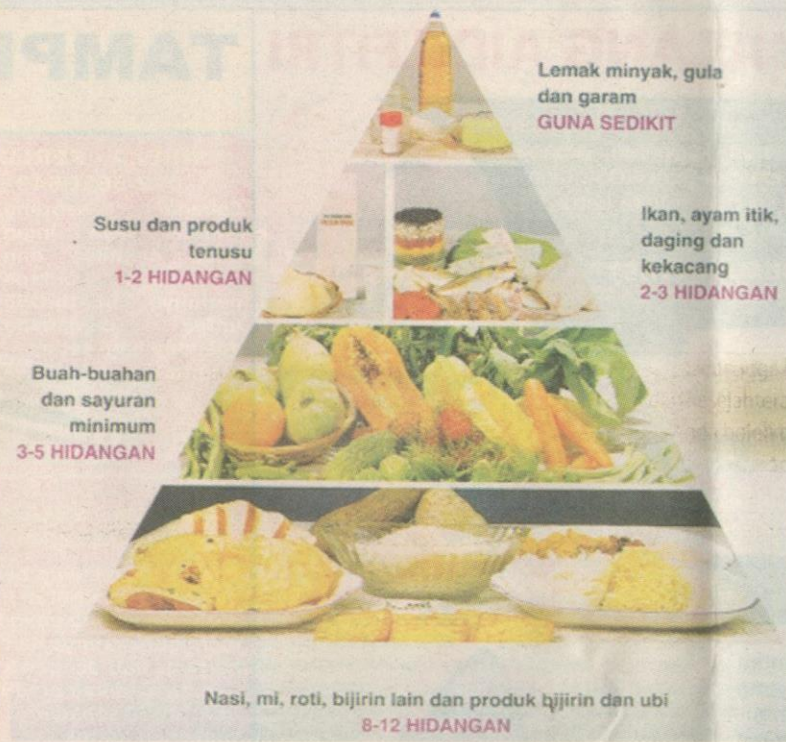 Lemak minyak, gula
dan garam
GUNA SEDIKIT
Susu dan produk
tenusu
1-2 HIDANGAN
Ikan, ayam itik,
daging dan
kekacang
2-3 HIDANGAN
Buah-buahan
dan sayuran
minimum
3-5 HIDANGAN
Nasi, mi, roti, bijirin lain dan produk bijirin dan ubi
8-12 HIDANGAN